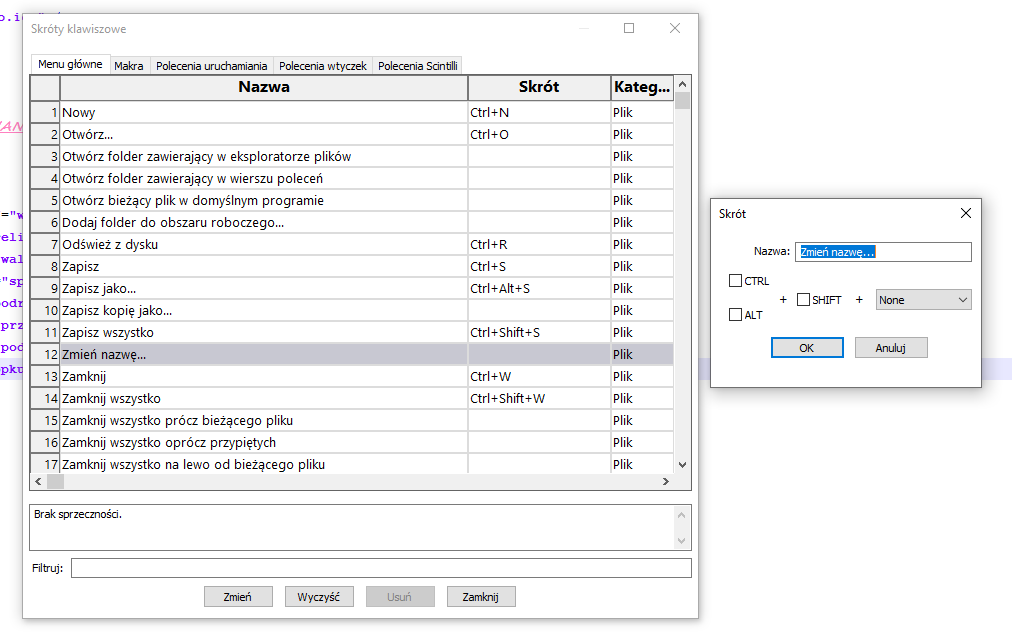 Skróty klawiszowe
Menu główne Makra Polecenia uruchamiania Polecenia wtyczek Polecenia Scintilli
Nazwa Skrót Kateg...
1 Nowy Ctrl+N Plik
2 Otwórz... Ctrl+O Plik
3 Otwórz folder zawierający w eksploratorze plików Plik
4 Otwórz folder zawierający w wierszu poleceń Plik
5 Otwórz bieżący plik w domyślnym programie Plik
6 Dodaj folder do obszaru roboczego... Plik
7 Odśwież z dysku Ctrl+R Plik
8 Zapisz Ctrl+S Plik
9 Zapisz jako... Ctrl+Alt+S Plik
10 Zapisz kopię jako... Plik
11 Zapisz wszystko Ctrl+Shift+S Plik
12 Zmień nazwę... Plik
13 Zamknij Ctrl+W Plik
14 Zamknij wszystko Ctrl+Shift+W Plik
15 Zamknij wszystko prócz bieżącego pliku Plik
16 Zamknij wszystko oprócz przypiętych Plik
17 Zamknij wszystko na lewo od bieżącego pliku Plik
Brak sprzeczności.
Filtruj:
Zmień Wyczyść Usuń Zamknij
Skrót
Nazwa: Zmień nazwę...
CTRL
+ SHIFT + None
ALT
OK Anuluj